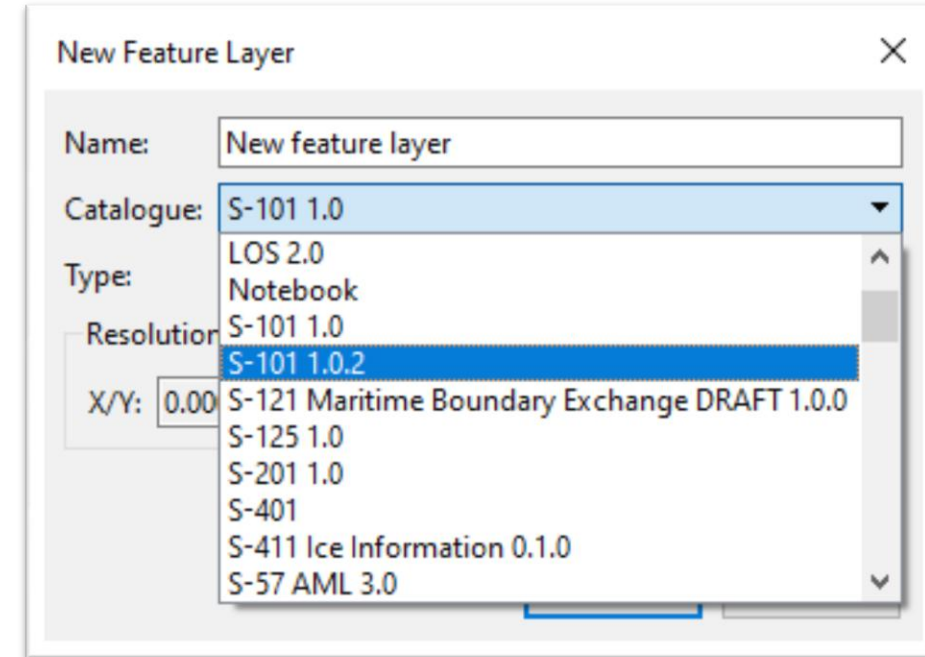 New Feature Layer
Name: New feature layer
Catalogue: S-101 1.0
LOS 2.0
Type:
Notebook
Resolution
S-101 1.0
S-101 1.0.2
X/Y: 0.00
S-121 Maritime Boundary Exchange DRAFT 1.0.0
S-125 1.0
S-201 1.0
S-401
S-411 Ice Information 0.1.0
S-57 AML 3.0